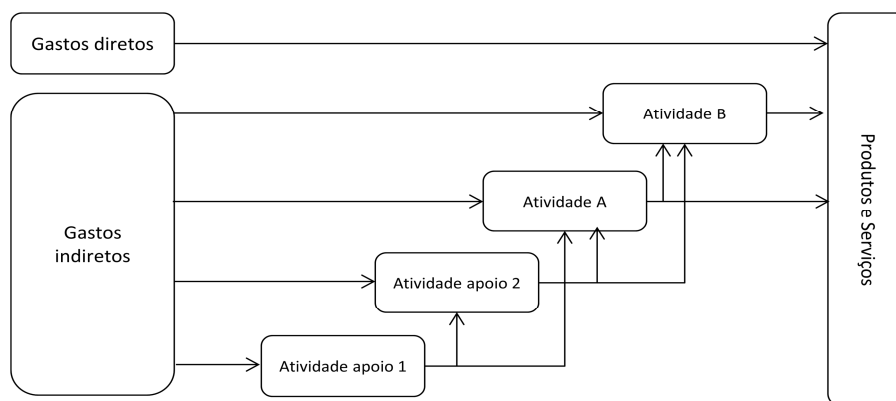 Gastos diretos
Atividade B
Gastos
indiretos
Atividade A
Atividade apoio 2
Atividade apoio 1
Produtos e Serviços